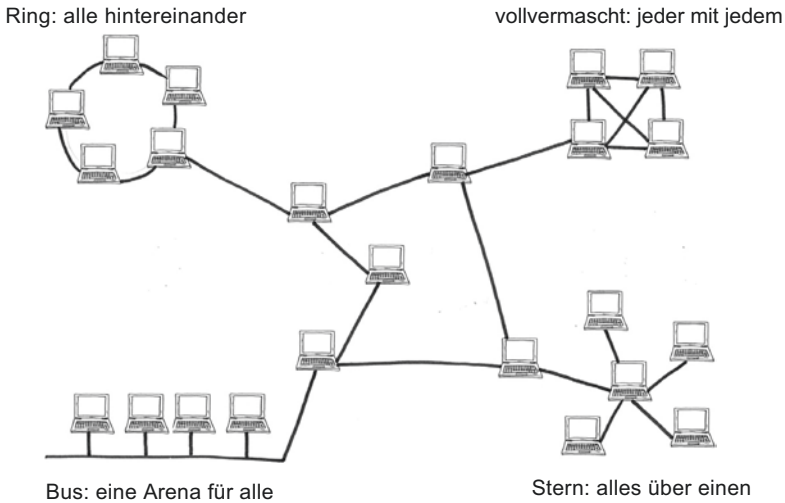 Ring: alle hintereinander
vollvermascht: jeder mit jedem
Bus: eine Arena für alle
Stern: alles über einen